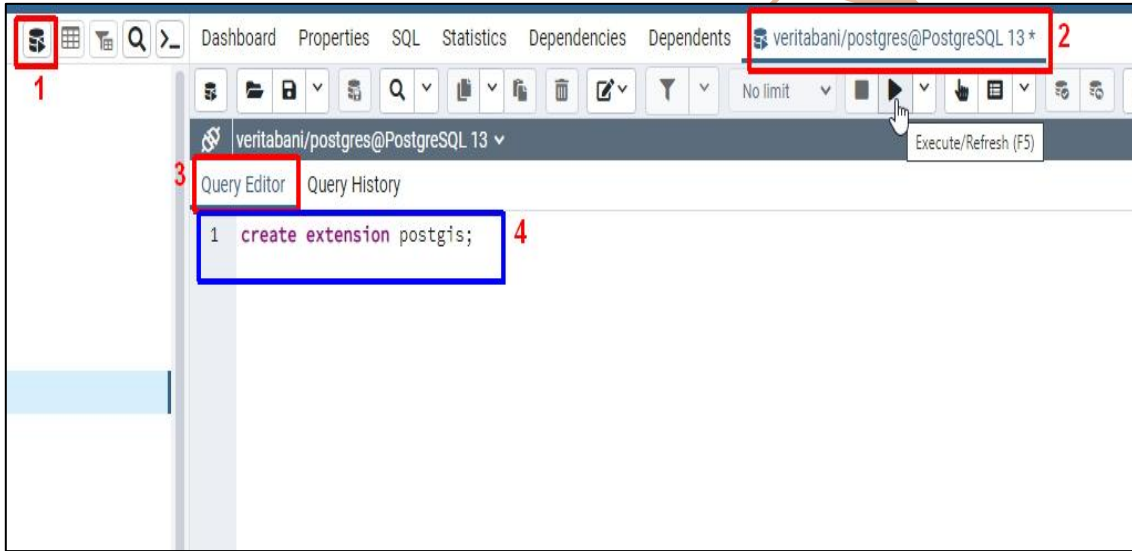 Dashboard Properties SQL Statistics Dependencies Dependents veritabani/postgres@PostgreSQL 13 * 2
1
No limit
veritabani/postgres@PostgreSQL 13
Execute/Refresh (F5)
3 Query Editor Query History
1 create extension postgis; 4